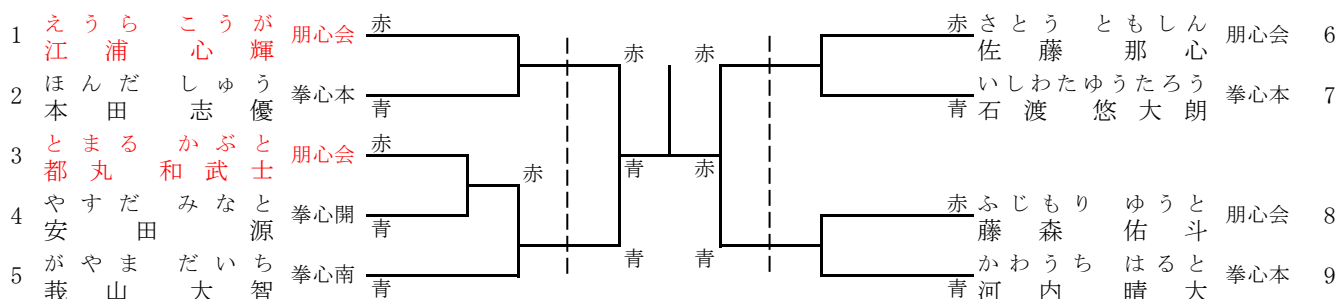 えうら こうが
1 江浦 心輝 朋心会 赤
ほんだ しゅう
2 本田 志優 拳心本 青
とまる かぶと
3 都丸 和武士 朋心会 赤
やすだ みなと
4 安田 源 拳心開 青
がやま だいち
5 莪山 大智 拳心南 青
赤
赤
青
青
赤
赤
青
赤 さとう ともしん
佐藤 那心 朋心会 6
いしわたゆうたろう
青 石渡 悠大朗 拳心本 7
赤 ふじもり ゆうと
藤森 佑斗 朋心会 8
かわうち はると
青 河内 晴大 拳心本 9